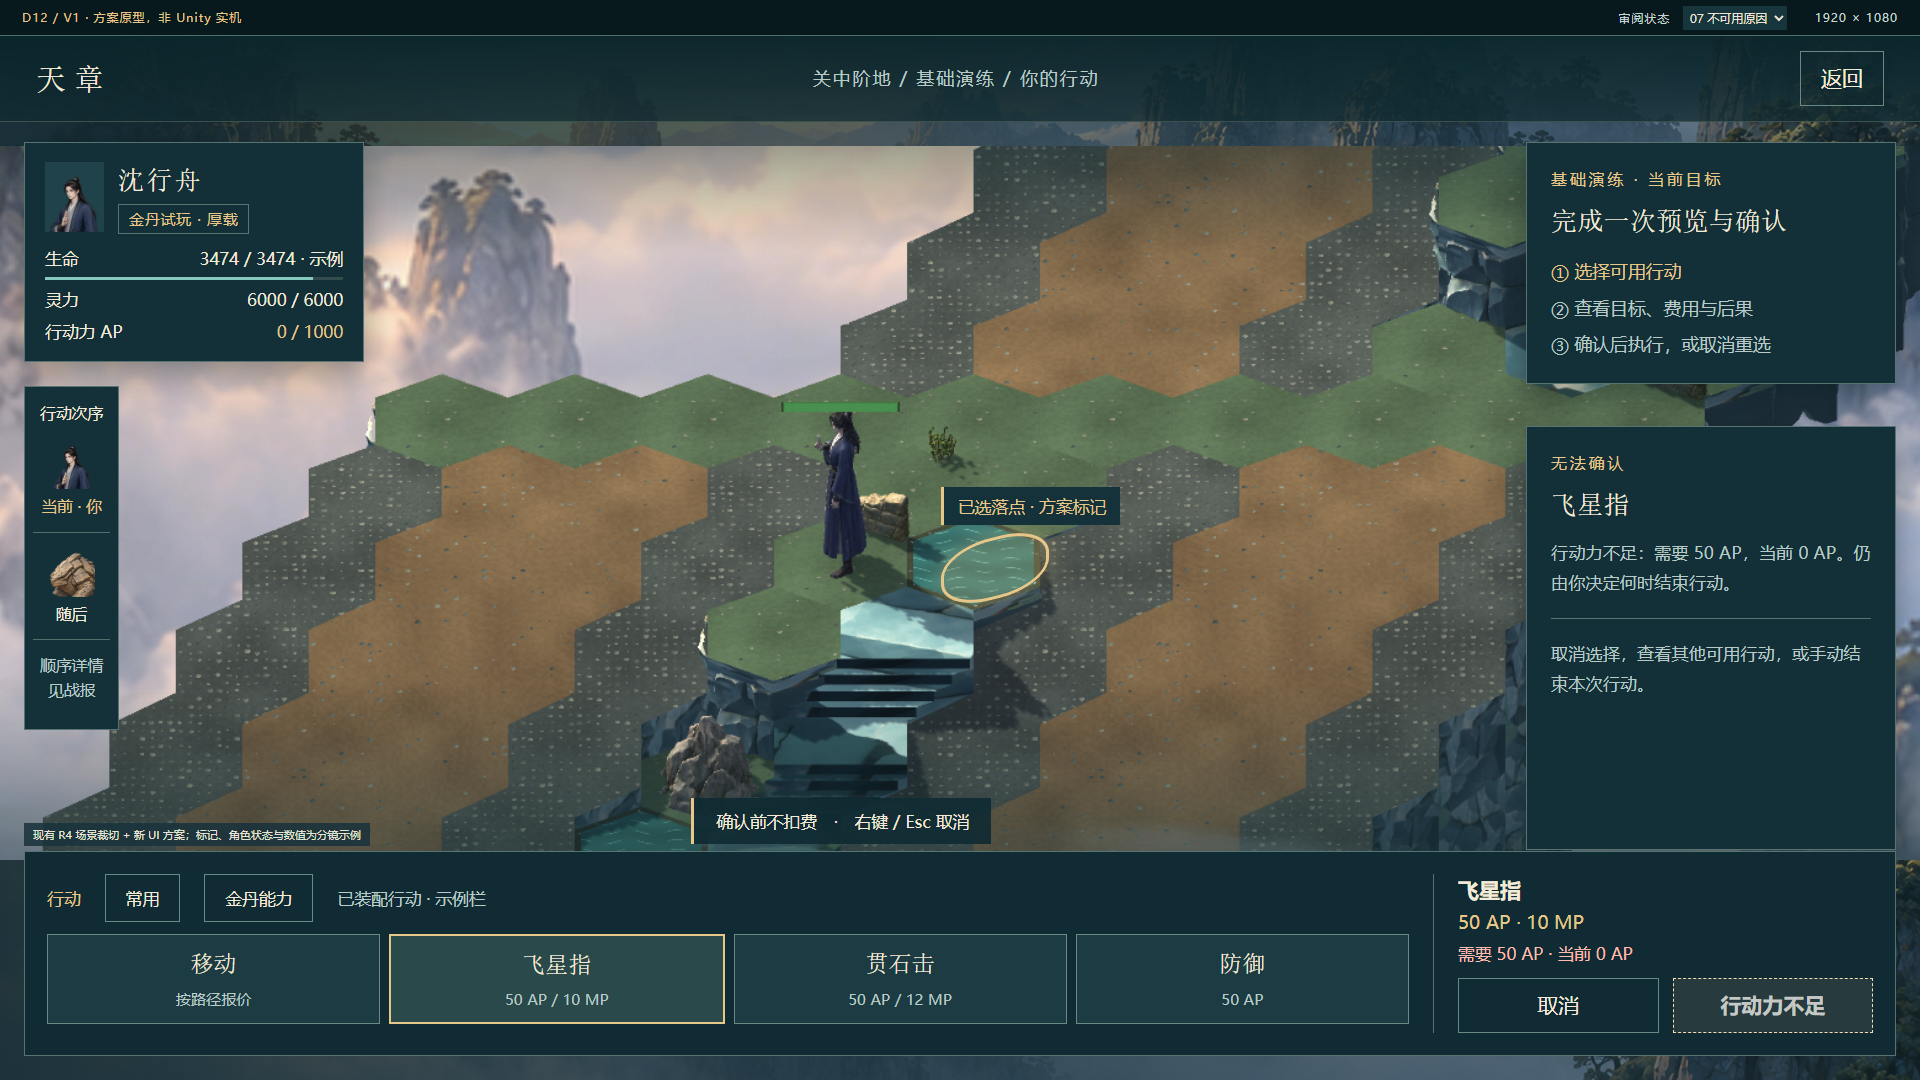 D12 / V1 · 方案原型，非 Unity 实机
审阅状态 07 不可用原因 1920 × 1080
天章
关中阶地 / 基础演练 / 你的行动
返回
沈行舟
金丹试玩 · 厚载
生命 3474 / 3474 · 示例
灵力 6000 / 6000
行动力 AP 0 / 1000
行动次序
当前 · 你
随后
顺序详情
见战报
基础演练 · 当前目标
完成一次预览与确认
① 选择可用行动
② 查看目标、费用与后果
③ 确认后执行，或取消重选
已选落点 · 方案标记
无法确认
飞星指
行动力不足：需要 50 AP，当前 0 AP。仍
由你决定何时结束行动。
取消选择，查看其他可用行动，或手动结
束本次行动。
确认前不扣费 · 右键 / Esc 取消
现有 R4 场景裁切 + 新 UI 方案；标记、角色状态与数值为分镜示例
行动 常用 金丹能力 已装配行动 · 示例栏
移动
按路径报价
飞星指
50 AP / 10 MP
贯石击
50 AP / 12 MP
防御
50 AP
飞星指
50 AP · 10 MP
需要 50 AP · 当前 0 AP
取消 行动力不足